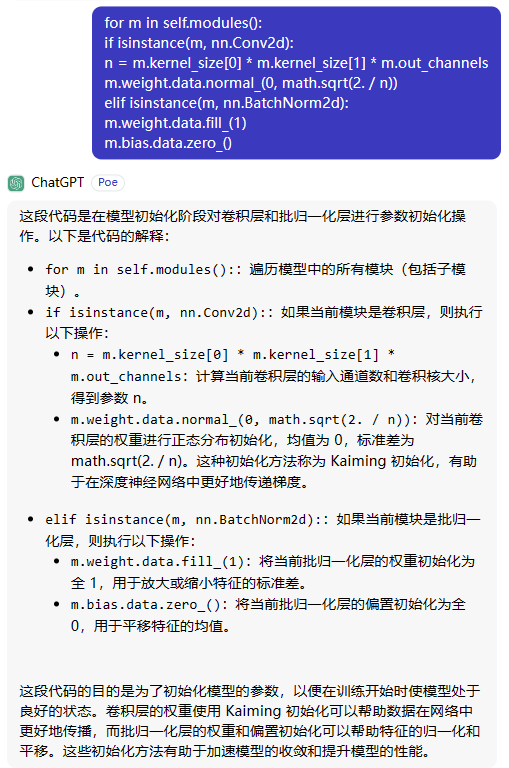 for m in self.modules():
if isinstance(m, nn.Conv2d):
n = m.kernel_size[0] * m.kernel_size[1] * m.out_channels
m.weight.data.normal_(0, math.sqrt(2. / n))
elif isinstance(m, nn.BatchNorm2d):
m.weight.data.fill_(1)
m.bias.data.zero_()
ChatGPT Poe
这段代码是在模型初始化阶段对卷积层和批归一化层进行参数初始化操
作。以下是代码的解释：
• for m in self.modules():：遍历模型中的所有模块（包括子模
块）。
• if isinstance(m, nn.Conv2d):：如果当前模块是卷积层，则执行
以下操作：
• n = m.kernel_size[0] * m.kernel_size[1] *
m.out_channels：计算当前卷积层的输入通道数和卷积核大小，
得到参数 n。
• m.weight.data.normal_(0, math.sqrt(2. / n))：对当前卷
积层的权重进行正态分布初始化，均值为 0，标准差为
math.sqrt(2. / n)。这种初始化方法称为 Kaiming 初始化，有助
于在深度神经网络中更好地传递梯度。
• elif isinstance(m, nn.BatchNorm2d):：如果当前模块是批归一
化层，则执行以下操作：
• m.weight.data.fill_(1)：将当前批归一化层的权重初始化为
全 1，用于放大或缩小特征的标准差。
• m.bias.data.zero_()：将当前批归一化层的偏置初始化为全
0，用于平移特征的均值。
这段代码的目的是为了初始化模型的参数，以便在训练开始时使模型处于
良好的状态。卷积层的权重使用 Kaiming 初始化可以帮助数据在网络中
更好地传播，而批归一化层的权重和偏置初始化可以帮助特征的归一化和
平移。这些初始化方法有助于加速模型的收敛和提升模型的性能。